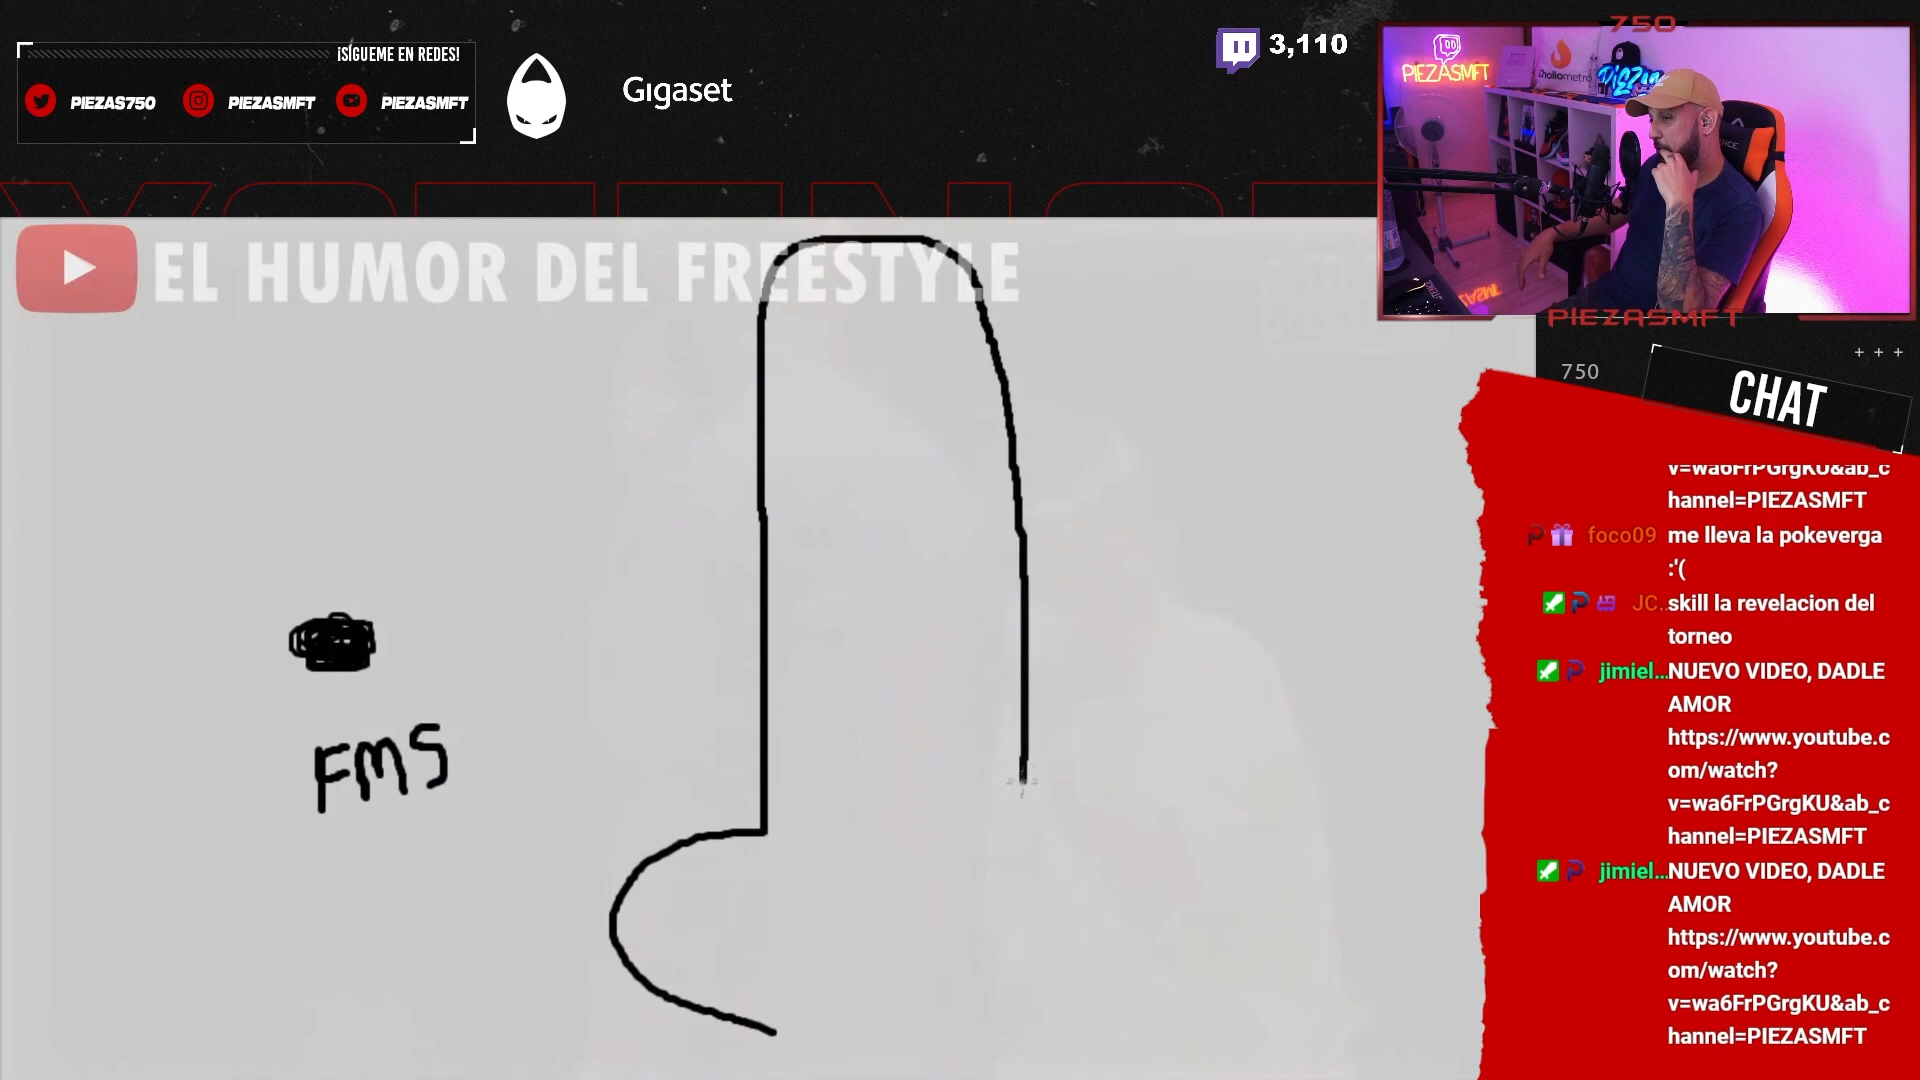 ¡SÍGUEME EN REDES!
PIEZAS750
PIEZASMFT
PIEZASMFT
Gigaset
3,110
750
PIEZASMFT
PIEZASMFT
EL HUMOR DEL FREESTYLE
750
+ + +
CHAT
v=wa6FrPGrgKU&ab_c
hannel=PIEZASMFT
foco09 me lleva la pokeverga
:'(
JC.. skill la revelacion del
torneo
jimiel... NUEVO VIDEO, DADLE
AMOR
https://www.youtube.c
om/watch?
v=wa6FrPGrgKU&ab_c
hannel=PIEZASMFT
jimiel... NUEVO VIDEO, DADLE
AMOR
https://www.youtube.c
om/watch?
v=wa6FrPGrgKU&ab_c
hannel=PIEZASMFT
FMS